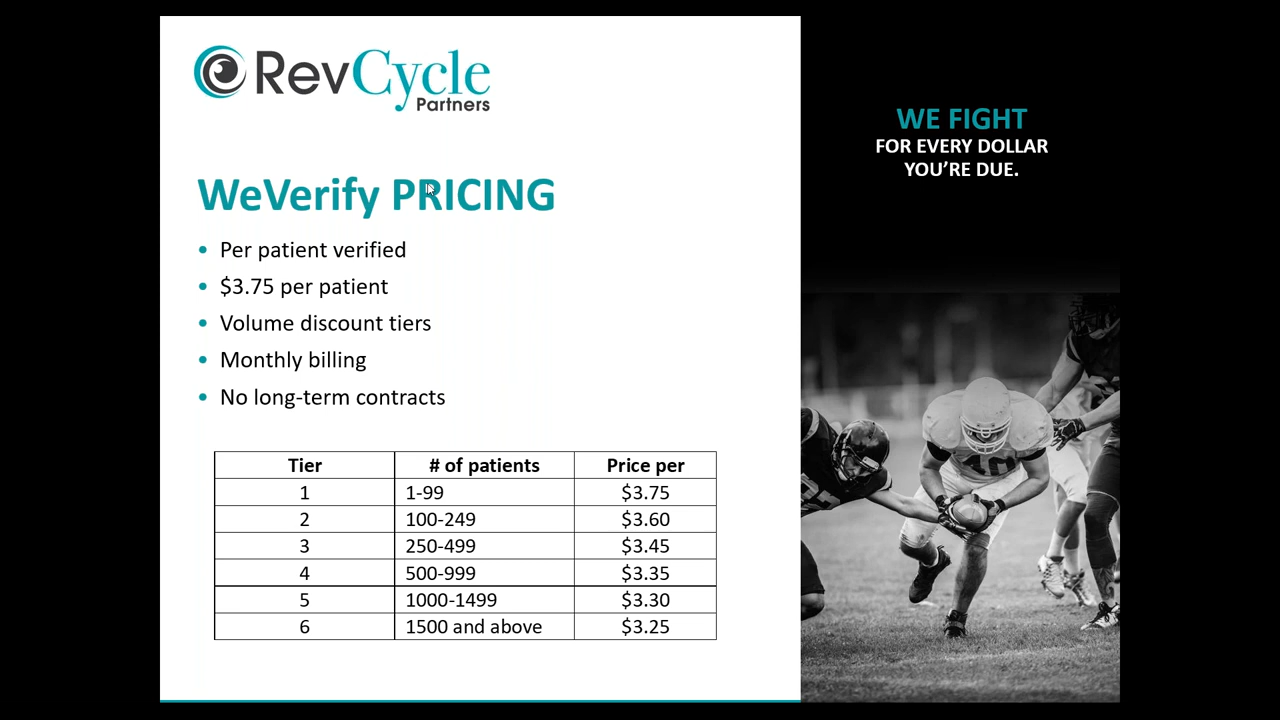 RevCycle
Partners
WE FIGHT
FOR EVERY DOLLAR
YOU'RE DUE.
WeVerify PRICING
• Per patient verified
• $3.75 per patient
• Volume discount tiers
• Monthly billing
• No long-term contracts
Tier # of patients Price per
1 1-99 $3.75
2 100-249 $3.60
3 250-499 $3.45
4 500-999 $3.35
5 1000-1499 $3.30
6 1500 and above $3.25